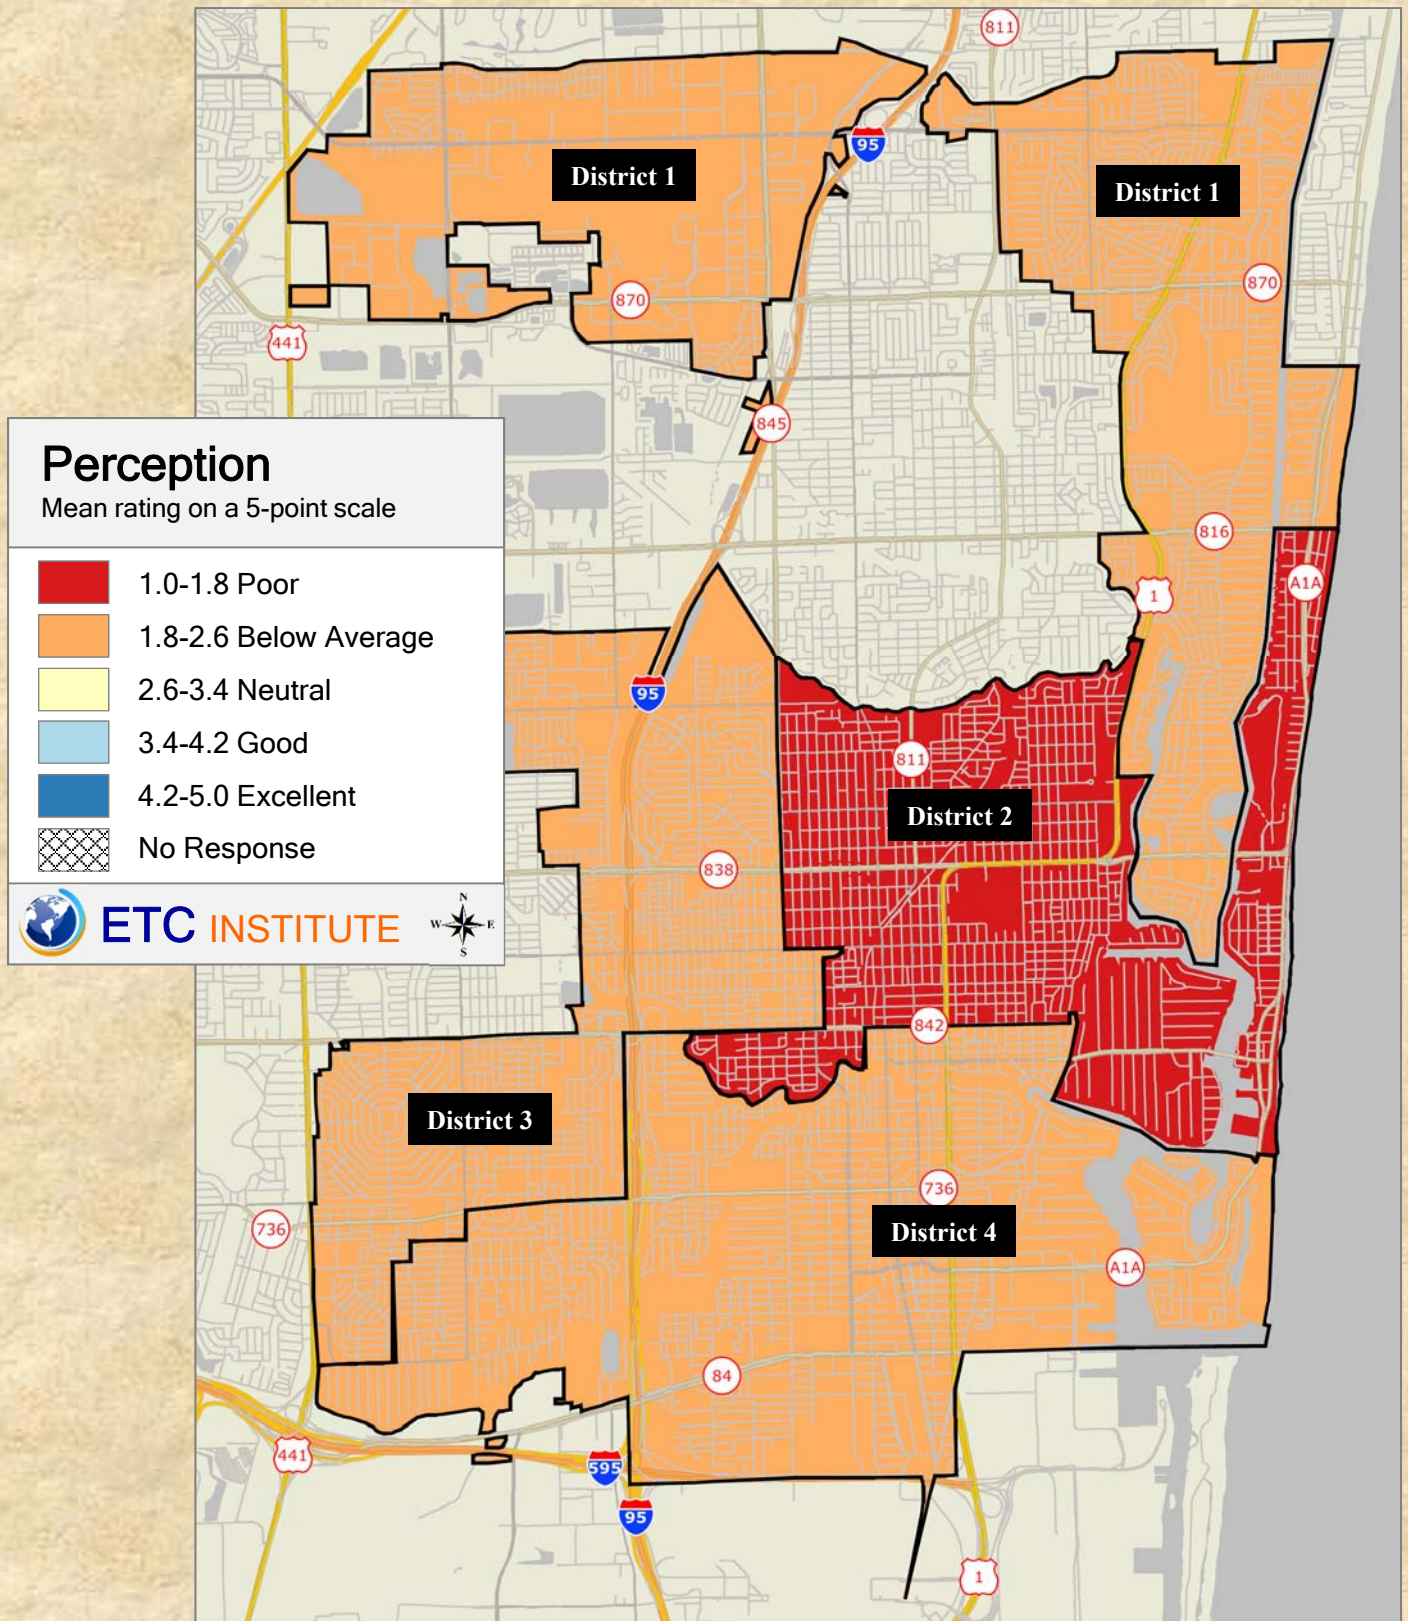 811
95
District 1
District 1
870
870
441
845
Perception
Mean rating on a 5-point scale
1.0-1.8 Poor
1.8-2.6 Below Average
2.6-3.4 Neutral
3.4-4.2 Good
4.2-5.0 Excellent
No Response
ETC INSTITUTE
N
W E
S
816
A1A
1
95
811
District 2
838
842
District 3
736
736
District 4
A1A
84
441
595
95
1